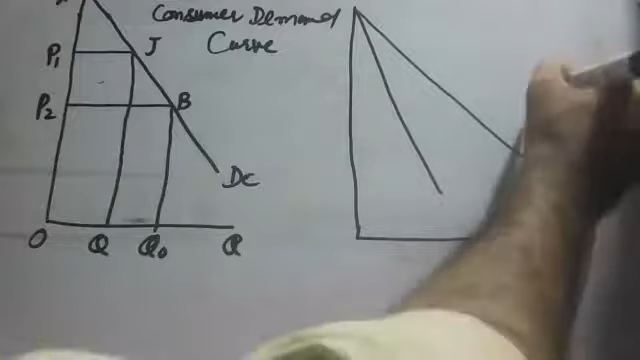 Consumer Demand
Curve
P1 J
P2 B
Dc
O Q Q0 Q